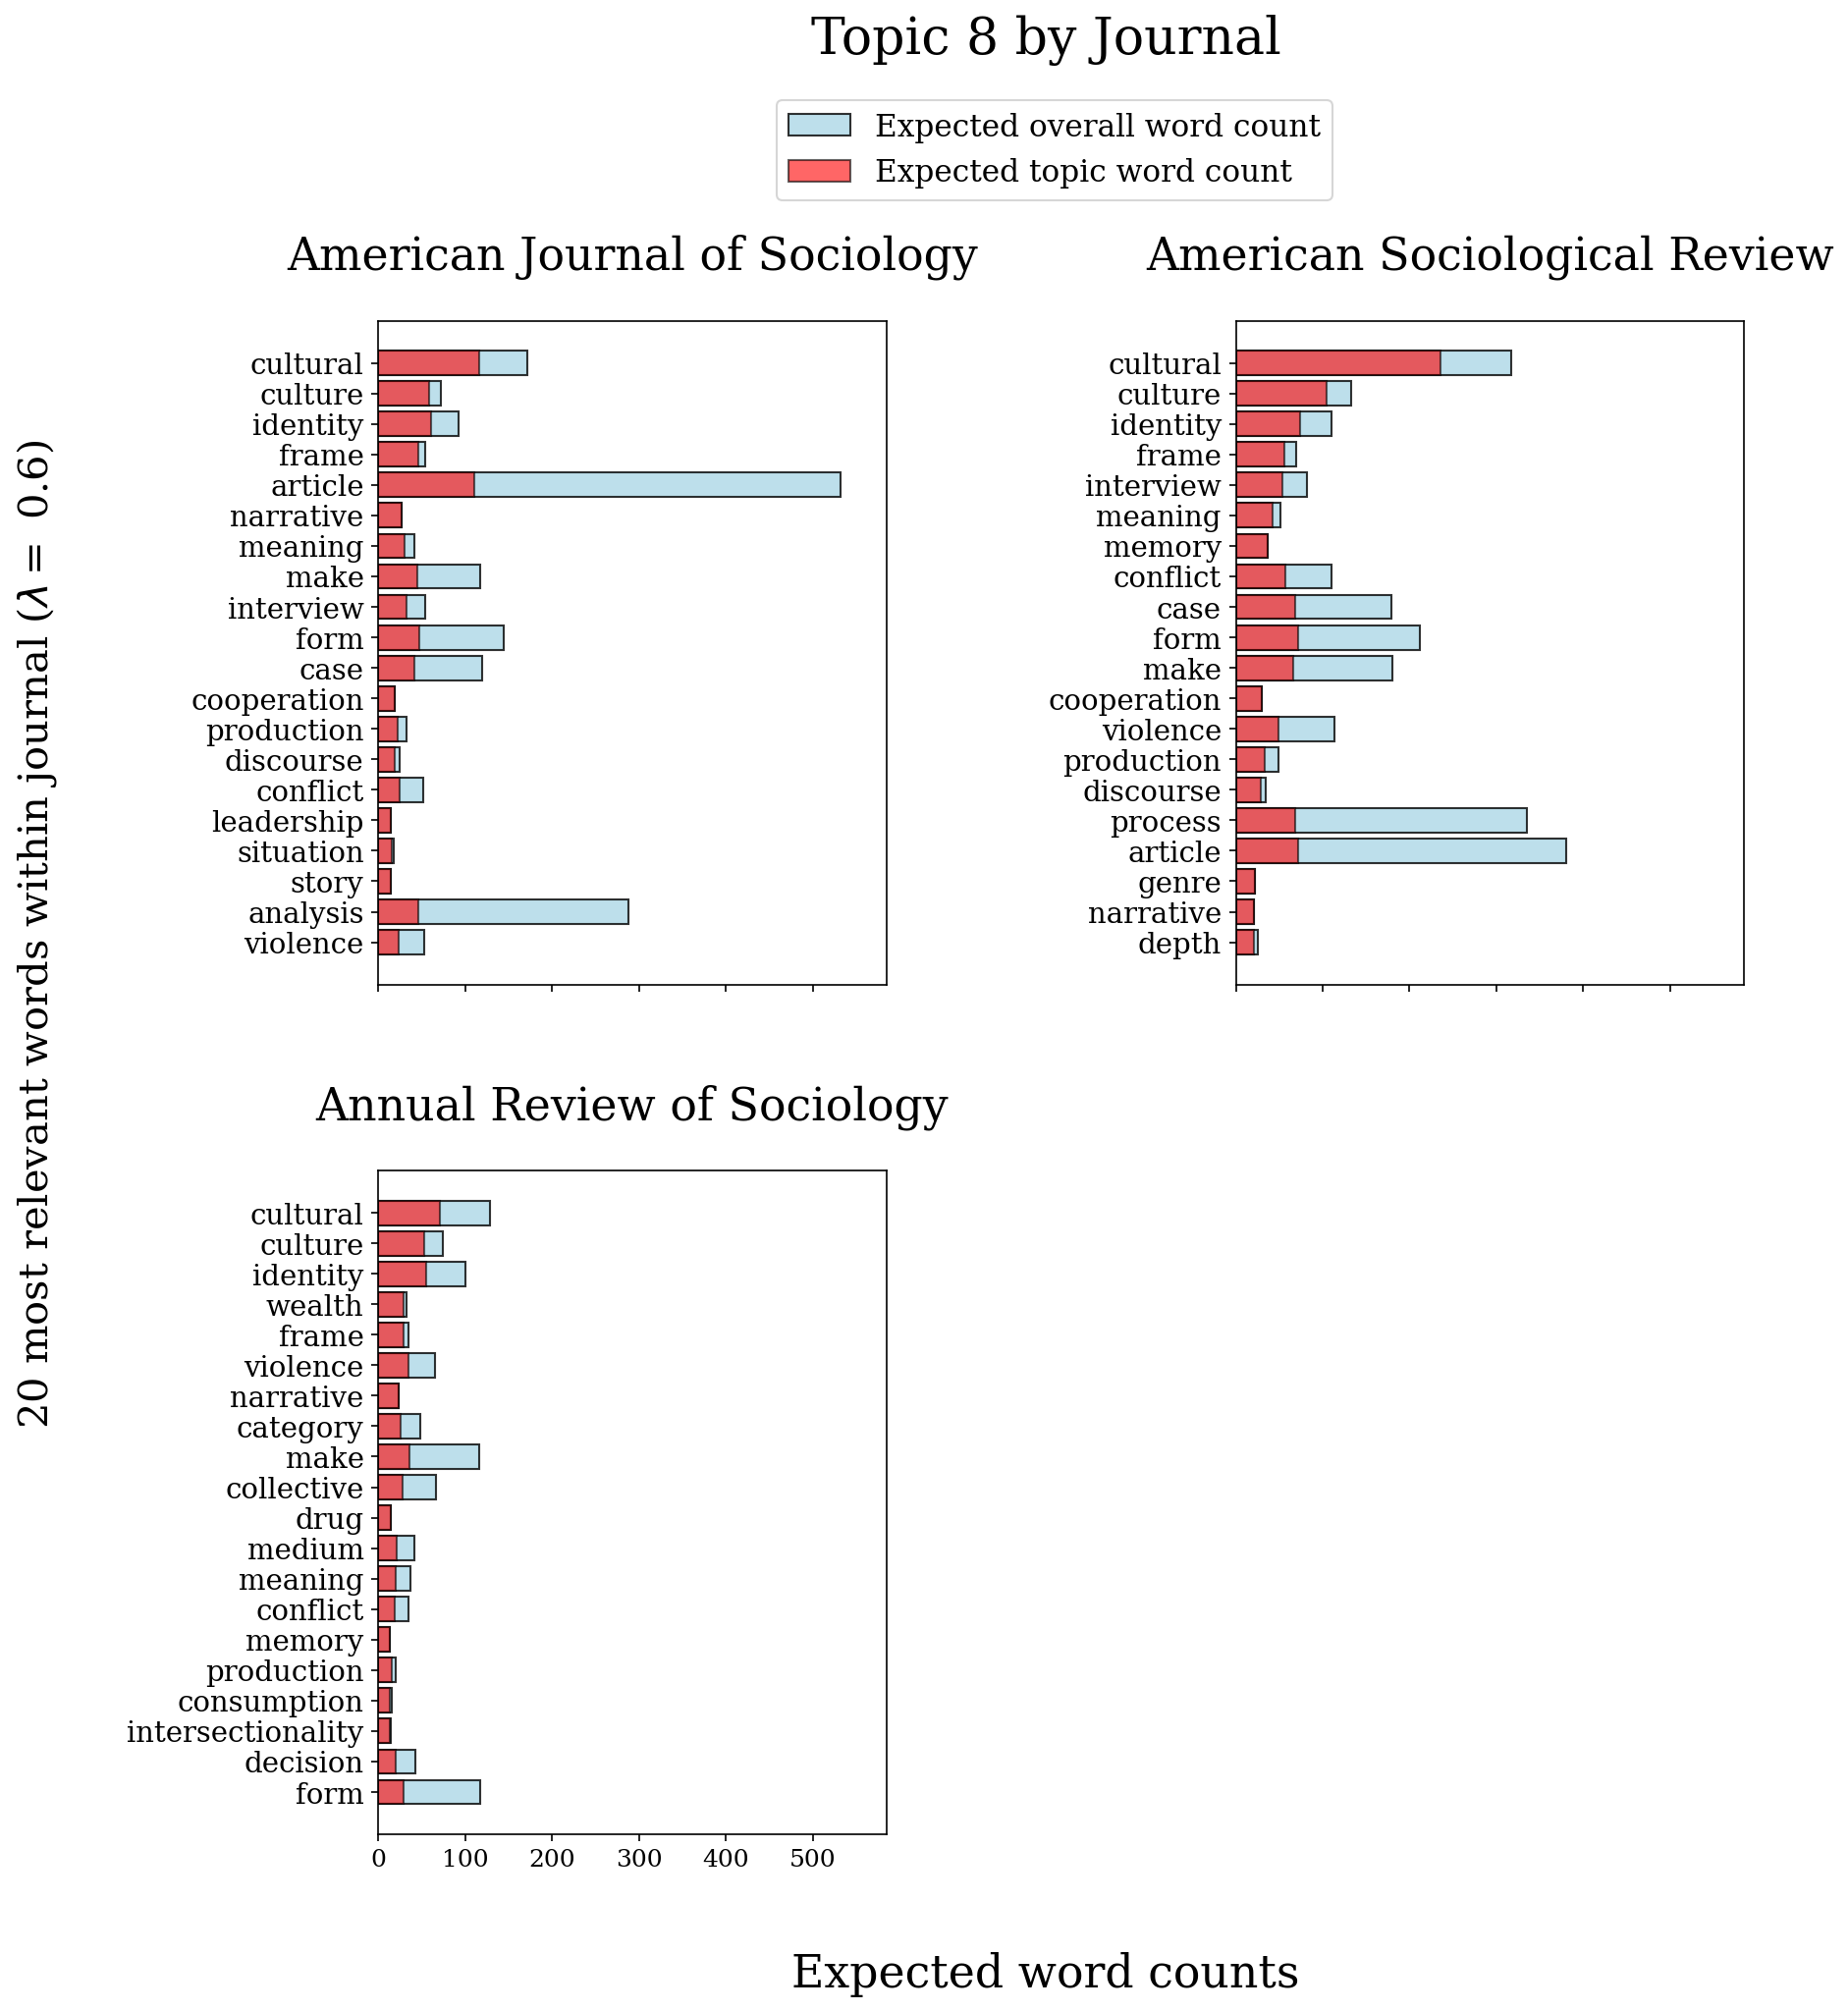 Topic 8 by Journal
Expected overall word count
Expected topic word count
20 most relevant words within journal (λ = 0.6)
American Journal of Sociology
cultural
culture
identity
frame
article
narrative
meaning
make
interview
form
case
cooperation
production
discourse
conflict
leadership
situation
story
analysis
violence
American Sociological Review
cultural
culture
identity
frame
interview
meaning
memory
conflict
case
form
make
cooperation
violence
production
discourse
process
article
genre
narrative
depth
Annual Review of Sociology
cultural
culture
identity
wealth
frame
violence
narrative
category
make
collective
drug
medium
meaning
conflict
memory
production
consumption
intersectionality
decision
form
0 100 200 300 400 500
Expected word counts